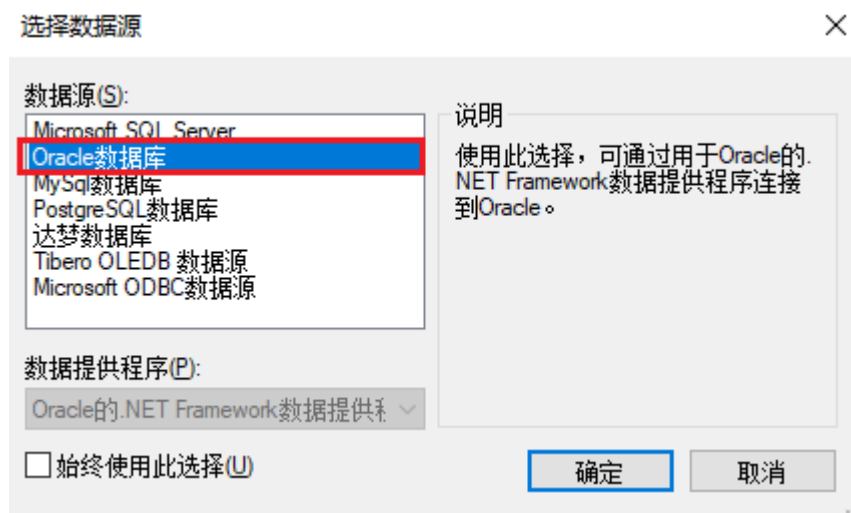 选择数据源
数据源(S):
Microsoft SQL Server
Oracle数据库
MySql数据库
PostgreSQL数据库
达梦数据库
Tibero OLEDB 数据源
Microsoft ODBC数据源
说明
使用此选择，可通过用于Oracle的.
NET Framework数据提供程序连接
到Oracle。
数据提供程序(P):
Oracle的.NET Framework数据提供
始终使用此选择(U)
确定
取消